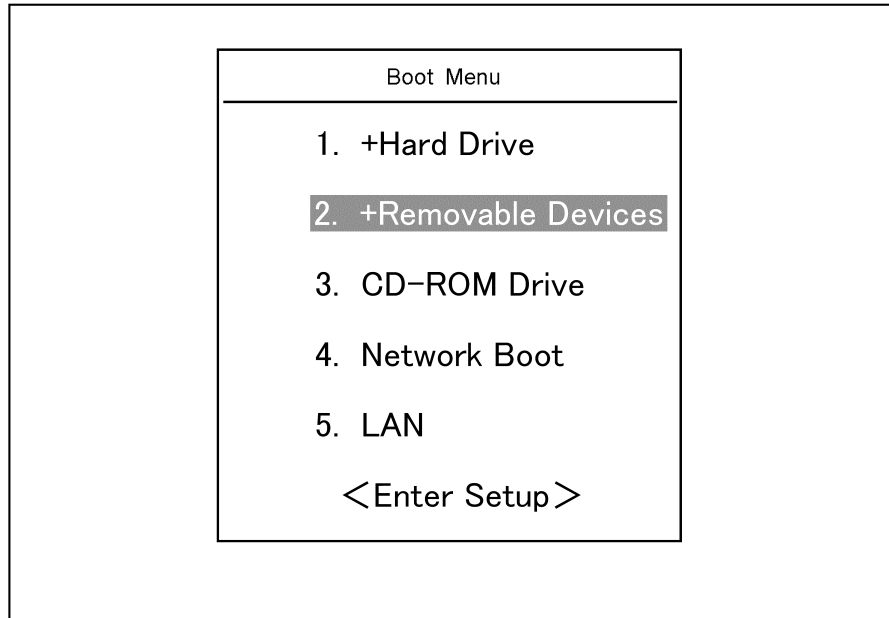 Boot Menu
1. +Hard Drive
2. +Removable Devices
3. CD-ROM Drive
4. Network Boot
5. LAN
<Enter Setup>